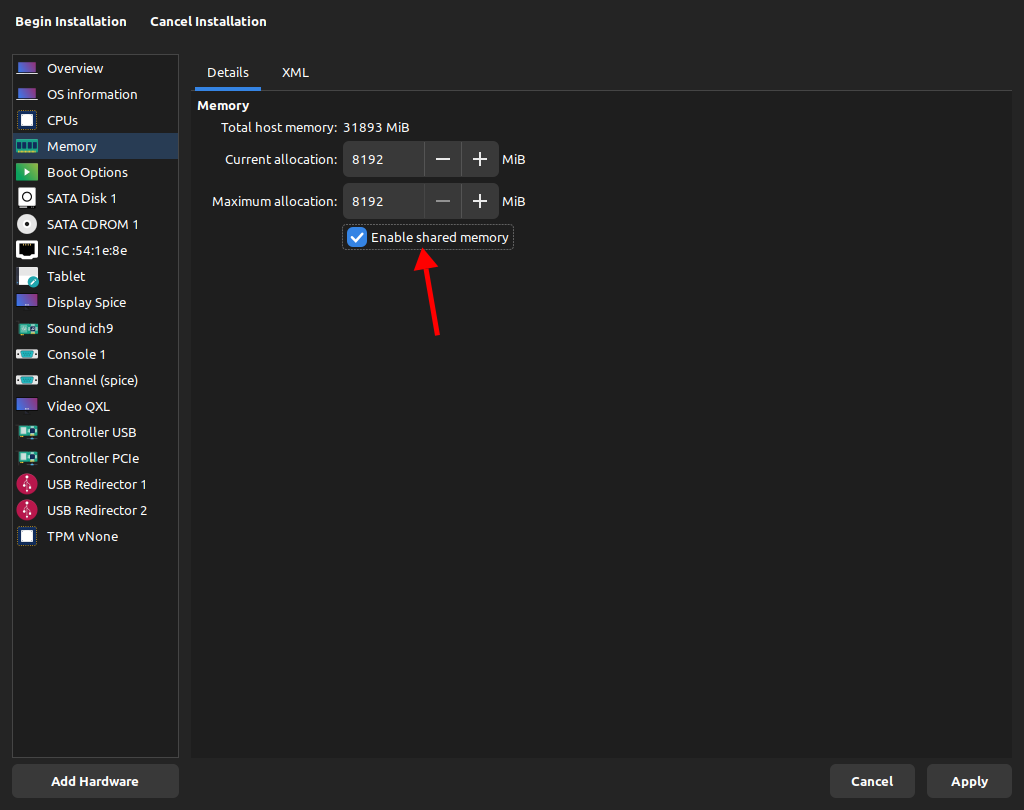 Begin Installation Cancel Installation
Overview
OS information
CPUs
Memory
Boot Options
SATA Disk 1
SATA CDROM 1
NIC :54:1e:8e
Tablet
Display Spice
Sound ich9
Console 1
Channel (spice)
Video QXL
Controller USB
Controller PCIe
USB Redirector 1
USB Redirector 2
TPM vNone
Add Hardware
Details XML
Memory
Total host memory: 31893 MiB
Current allocation: 8192 MiB
Maximum allocation: 8192 MiB
Enable shared memory
Cancel Apply